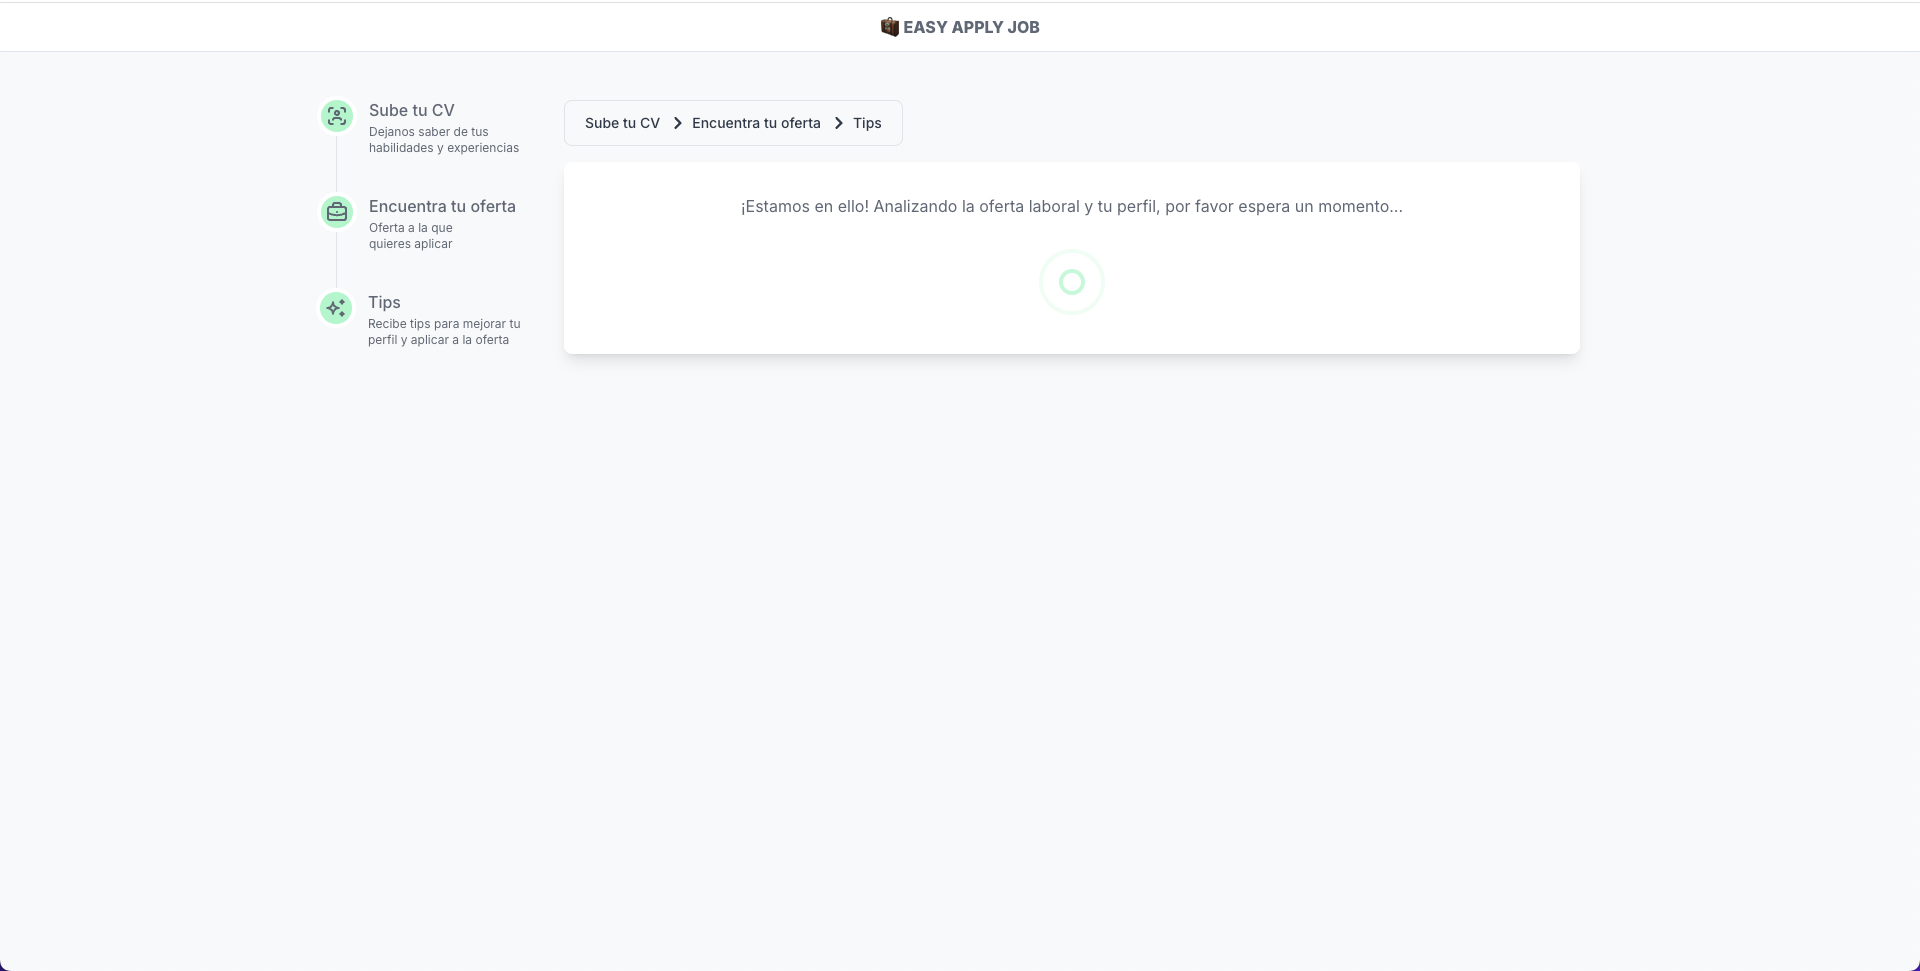 EASY APPLY JOB
Sube tu CV
Dejanos saber de tus
habilidades y experiencias
Encuentra tu oferta
Oferta a la que
quieres aplicar
Tips
Recibe tips para mejorar tu
perfil y aplicar a la oferta
Sube tu CV Encuentra tu oferta Tips
¡Estamos en ello! Analizando la oferta laboral y tu perfil, por favor espera un momento...